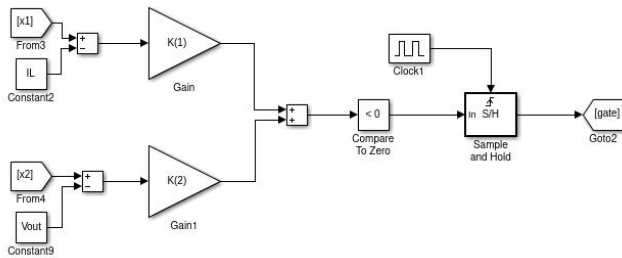 [x1]
From3
IL
Constant2
+
−
K(1)
Gain
[x2]
From4
Vout
Constant9
+
−
K(2)
Gain1
+
+
< 0
Compare
To Zero
Clock1
In
S/H
Sample
and Hold
[gate]
Goto2